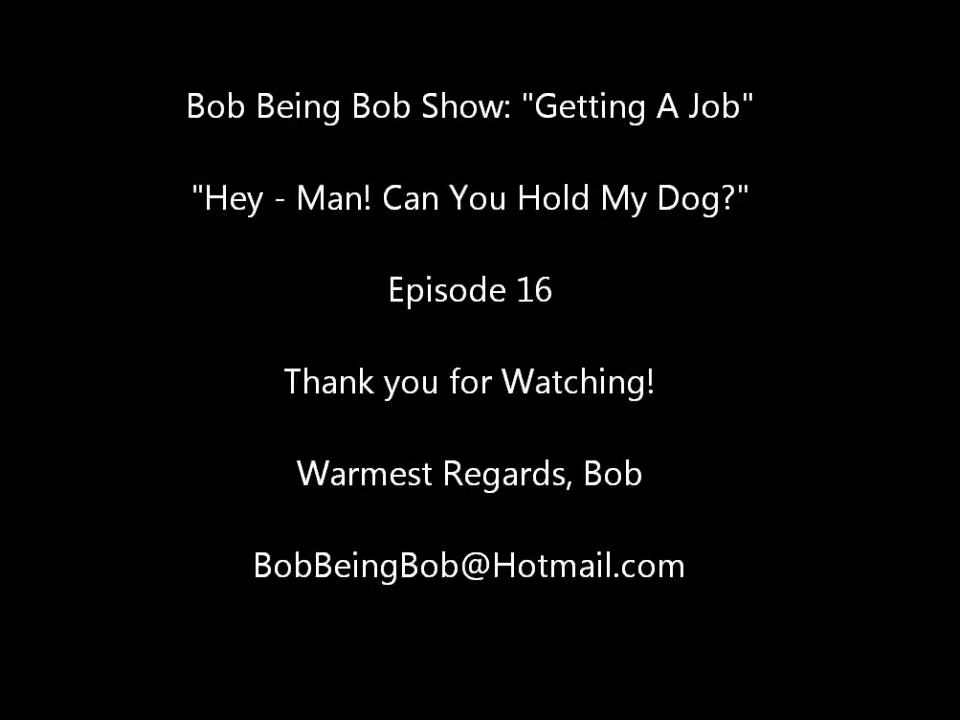 Bob Being Bob Show: "Getting A Job"
"Hey - Man! Can You Hold My Dog?"
Episode 16
Thank you for Watching!
Warmest Regards, Bob
BobBeingBob@Hotmail.com